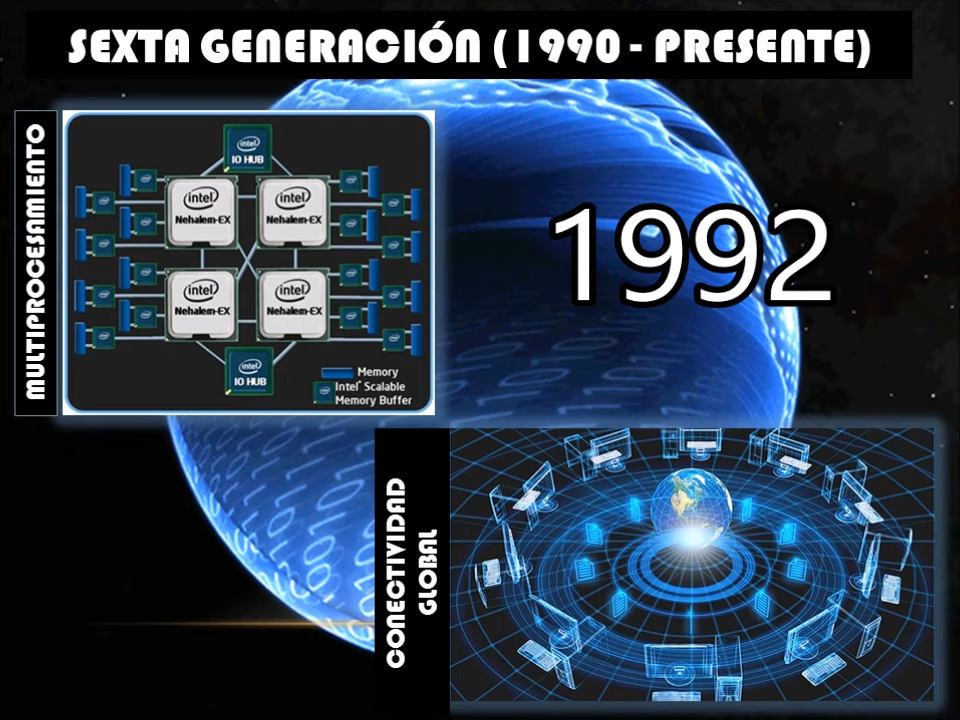 SEXTA GENERACIÓN (1990 - PRESENTE)
MULTIPROCESAMIENTO
intel
IO HUB
intel
Nehalem-EX
intel
Nehalem-EX
intel
Nehalem-EX
intel
Nehalem-EX
intel
IO HUB
Memory
Intel® Scalable
Memory Buffer
1992
CONECTIVIDAD
GLOBAL